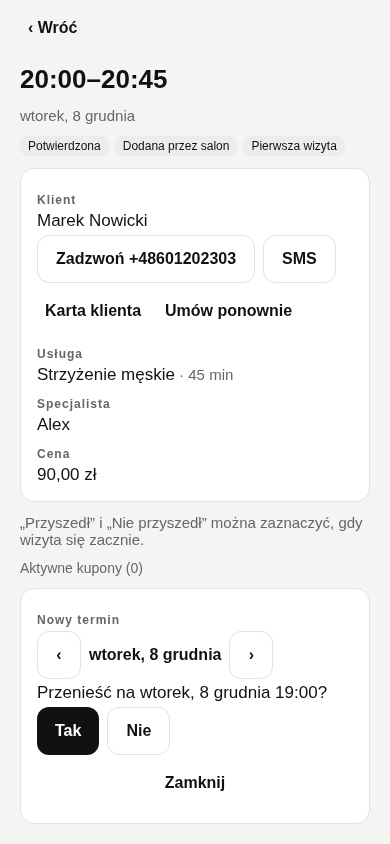 ‹ Wróć
20:00–20:45
wtorek, 8 grudnia
Potwierdzona Dodana przez salon Pierwsza wizyta
Klient
Marek Nowicki
Zadzwoń +48601202303 SMS
Karta klienta Umów ponownie
Usługa
Strzyżenie męskie · 45 min
Specjalista
Alex
Cena
90,00 zł
„Przyszedł” i „Nie przyszedł” można zaznaczyć, gdy
wizyta się zacznie.
Aktywne kupony (0)
Nowy termin
‹ wtorek, 8 grudnia ›
Przenieść na wtorek, 8 grudnia 19:00?
Tak Nie
Zamknij